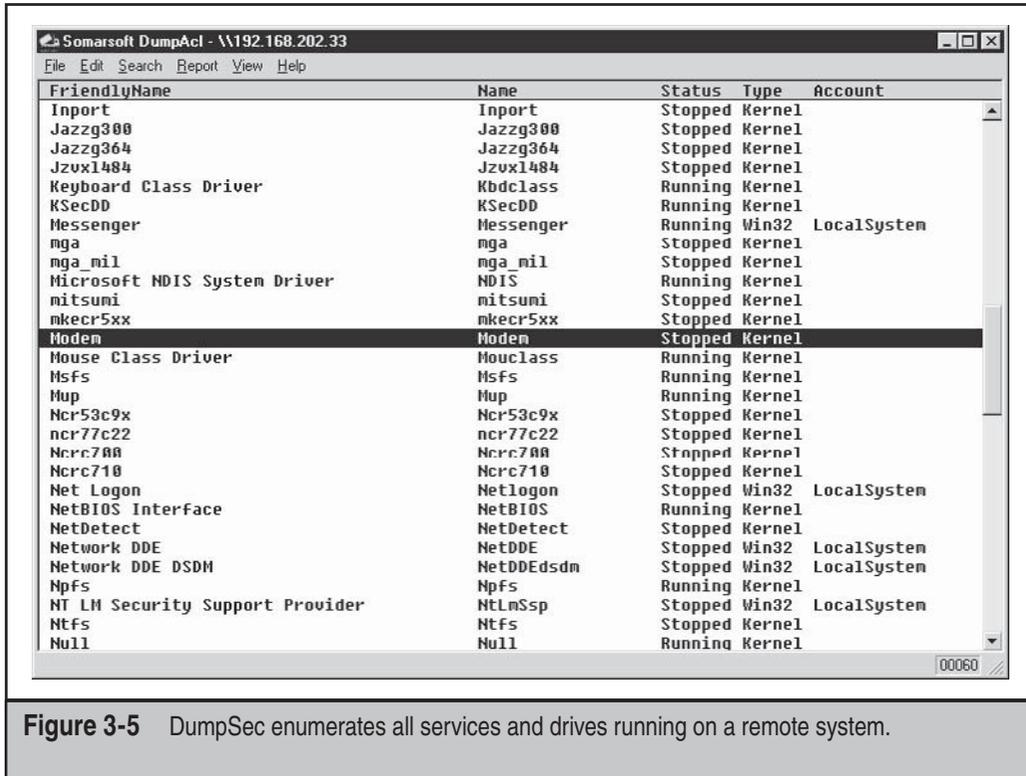 Somarsoft DumpAcl - \\192.168.202.33
File Edit Search Report View Help
FriendlyName Name Status Type Account
Inport Inport Stopped Kernel
Jazzg300 Jazzg300 Stopped Kernel
Jazzg364 Jazzg364 Stopped Kernel
Jzvxl484 Jzvxl484 Stopped Kernel
Keyboard Class Driver Kbdclass Running Kernel
KSecDD KSecDD Running Kernel
Messenger Messenger Running Win32 LocalSystem
mga mga Stopped Kernel
mga_mil mga_mil Stopped Kernel
Microsoft NDIS System Driver NDIS Running Kernel
mitsumi mitsumi Stopped Kernel
mkecr5xx mkecr5xx Stopped Kernel
Modem Modem Stopped Kernel
Mouse Class Driver Mouclass Running Kernel
Msfs Msfs Running Kernel
Mup Mup Running Kernel
Ncr53c9x Ncr53c9x Stopped Kernel
ncr77c22 ncr77c22 Stopped Kernel
Ncrc700 Ncrc700 Stopped Kernel
Ncrc710 Ncrc710 Stopped Kernel
Net Logon Netlogon Stopped Win32 LocalSystem
NetBIOS Interface NetBIOS Running Kernel
NetDetect NetDetect Stopped Kernel
Network DDE NetDDE Stopped Win32 LocalSystem
Network DDE DSDM NetDDEdsdm Stopped Win32 LocalSystem
Npfs Npfs Running Kernel
NT LM Security Support Provider NtLmSsp Stopped Win32 LocalSystem
Ntfs Ntfs Stopped Kernel
Null Null Running Kernel
00060
Figure 3-5 DumpSec enumerates all services and drives running on a remote system.